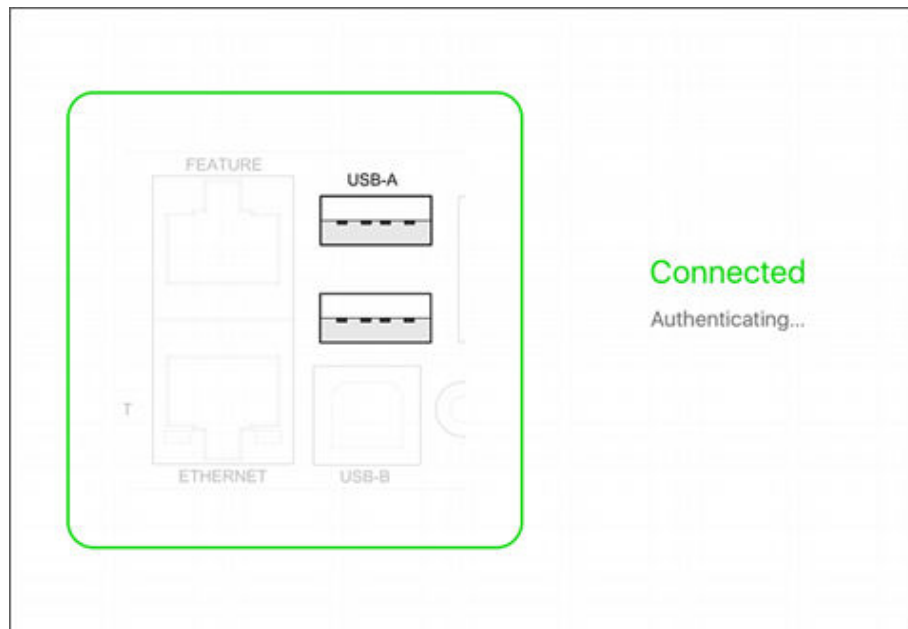 FEATURE
USB-A
T
ETHERNET
USB-B
Connected
Authenticating...